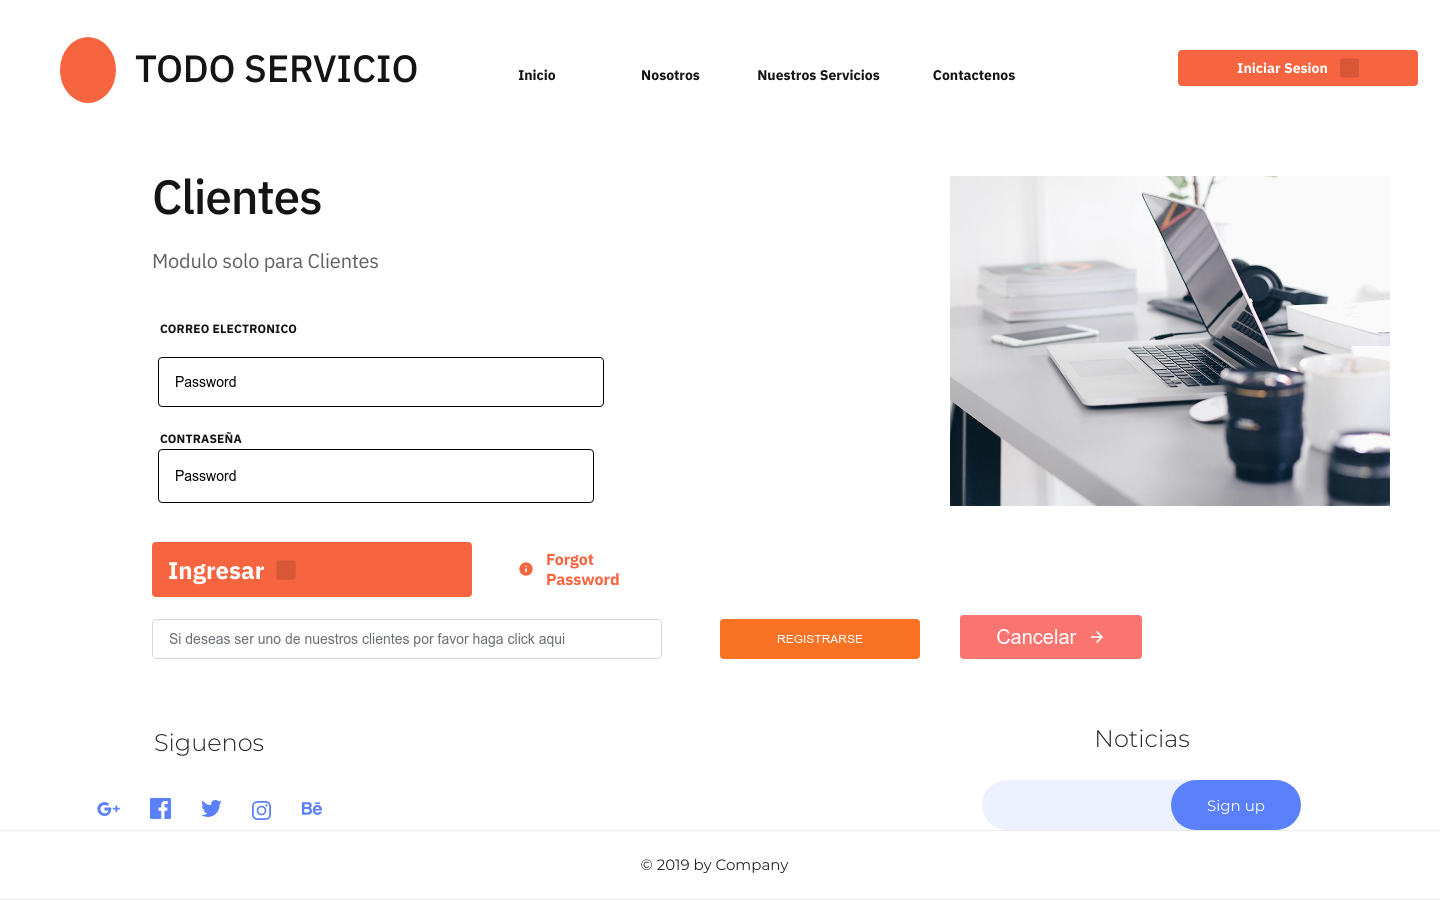 TODO SERVICIO
Inicio
Nosotros
Nuestros Servicios
Contactenos
Iniciar Sesion
Clientes
Modulo solo para Clientes
CORREO ELECTRONICO
Password
CONTRASEÑA
Password
Ingresar
Forgot
Password
Si deseas ser uno de nuestros clientes por favor haga click aqui
REGISTRARSE
Cancelar
Siguenos
Noticias
G+
Bē
Sign up
© 2019 by Company